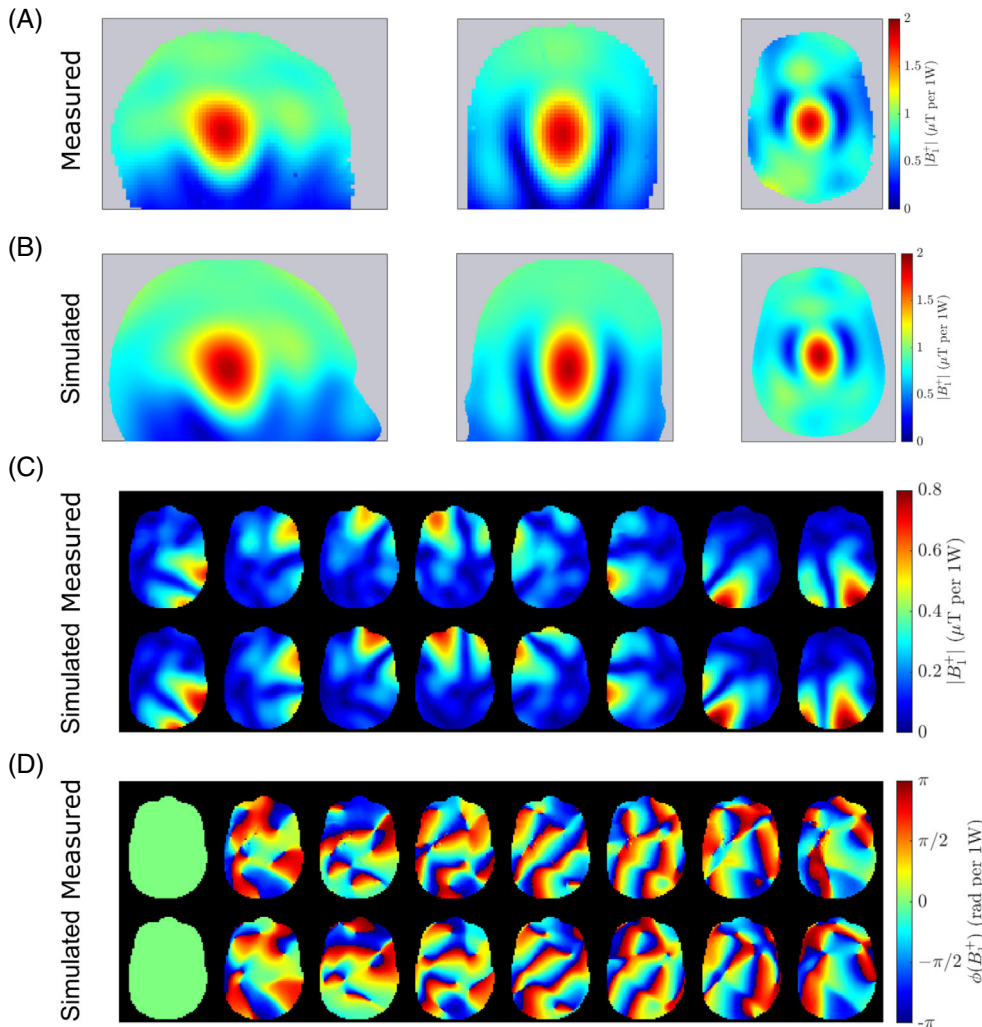 (A)
Measured
2
1.5
1
0.5
0
|B₁⁺| (μT per 1W)
(B)
Simulated
2
1.5
1
0.5
0
|B₁⁺| (μT per 1W)
(C)
Measured
Simulated
0.8
0.6
0.4
0.2
0
|B₁⁺| (μT per 1W)
(D)
Measured
Simulated
π
π/2
0
−π/2
-π
ϕ(B₁⁺) (rad per 1W)